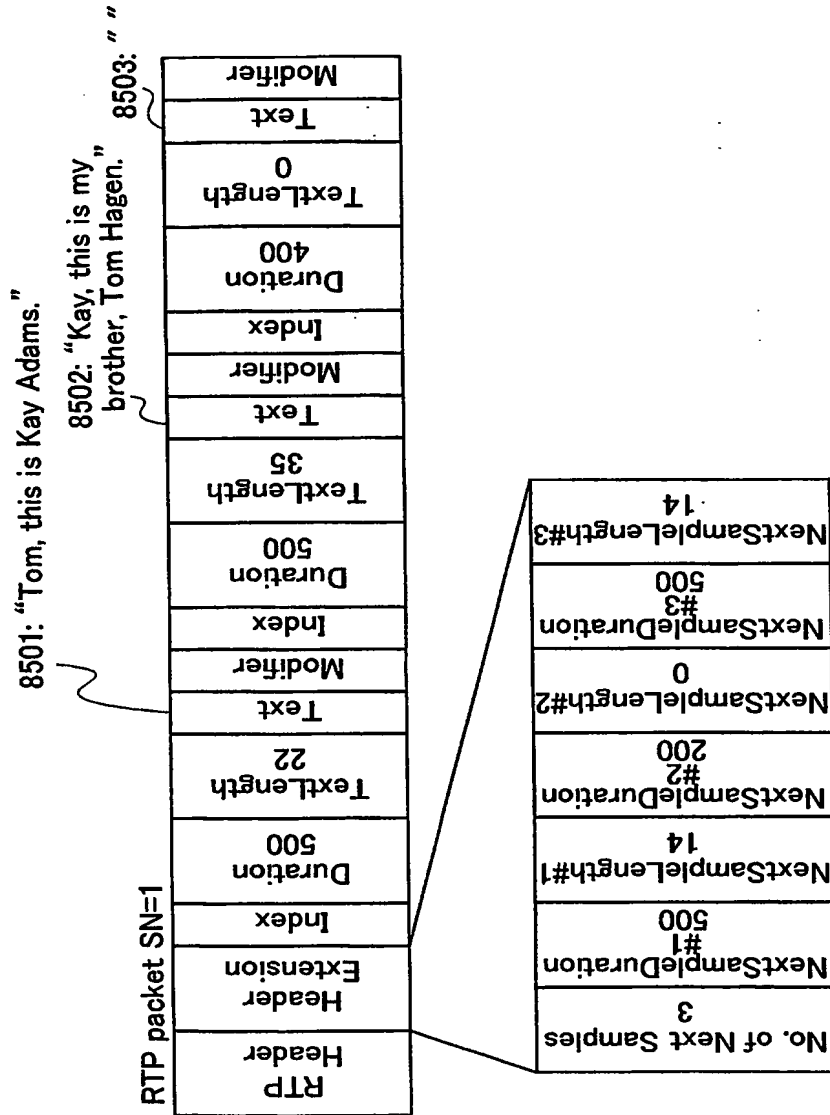 8501: “Tom, this is Kay Adams.”
8502: “Kay, this is my
brother, Tom Hagen.”
8503: “ ”
RTP packet SN=1
RTP
Header
Header
Extension
Index
Duration
500
TextLength
22
Text
Modifier
Index
Duration
500
TextLength
35
Text
Modifier
Index
Duration
400
TextLength
0
Text
Modifier
No. of Next Samples
3
NextSampleDuration
#1
500
NextSampleLength#1
14
NextSampleDuration
#2
200
NextSampleLength#2
0
NextSampleDuration
#3
500
NextSampleLength#3
14